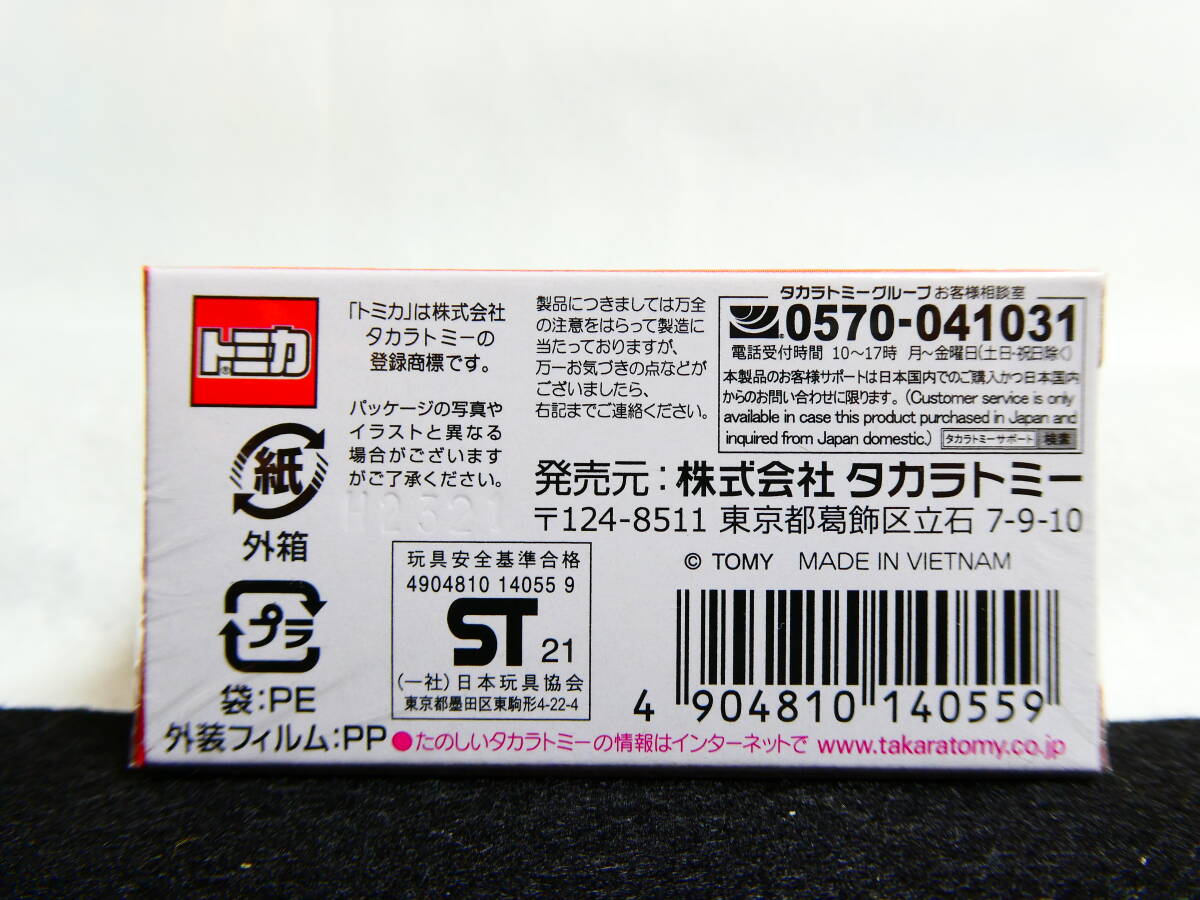 トミカ®
「トミカ」は株式会社
タカラトミーの
登録商標です。
パッケージの写真や
イラストと異なる
場合がございます
がご了承ください。
製品につきましては万全
の注意をはらって製造に
当たっておりますが、
万一お気づきの点などが
ございましたら、
右記までご連絡ください。
タカラトミーグループお客様相談室
0570-041031
電話受付時間 10〜17時 月〜金曜日(土日・祝日除く)
本製品のお客様サポートは日本国内でのご購入かつ日本国内
からのお問い合わせに限ります。(Customer service is only
available in case this product purchased in Japan and
inquired from Japan domestic.) タカラトミーサポート 検索
発売元:株式会社 タカラトミー
〒124-8511 東京都葛飾区立石 7-9-10
© TOMY MADE IN VIETNAM
紙
外箱
プラ
袋:PE
外装フィルム:PP
H2321
玩具安全基準合格
4904810 14055 9
ST 21
(一社)日本玩具協会
東京都墨田区東駒形4-22-4
4 904810 140559
●たのしいタカラトミーの情報はインターネットで www.takaratomy.co.jp